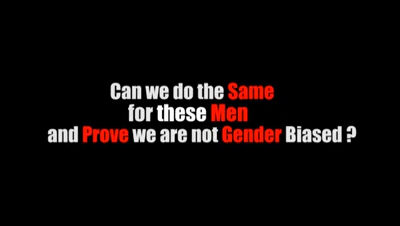 Can we do the Same
for these Men
and Prove we are not Gender Biased ?